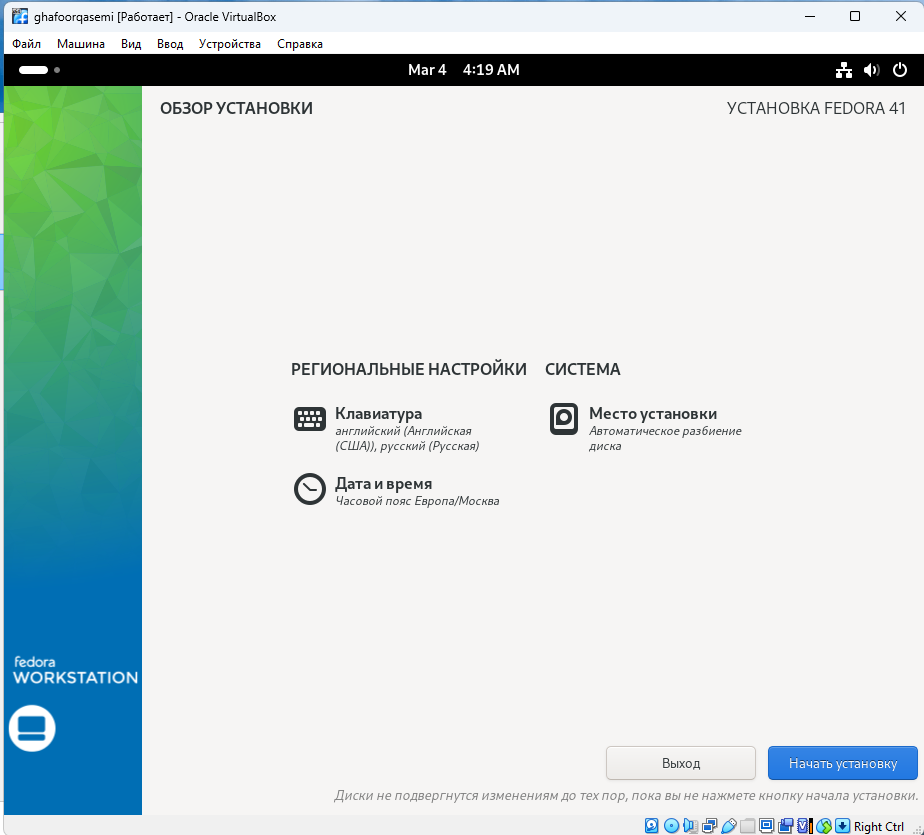 ghafoorqasemi [Работает] - Oracle VirtualBox
Файл Машина Вид Ввод Устройства Справка
Mar 4 4:19 AM
ОБЗОР УСТАНОВКИ
УСТАНОВКА FEDORA 41
РЕГИОНАЛЬНЫЕ НАСТРОЙКИ
Клавиатура
английский (Английская
(США)), русский (Русская)
Дата и время
Часовой пояс Европа/Москва
СИСТЕМА
Место установки
Автоматическое разбиение
диска
fedora
WORKSTATION
Выход
Начать установку
Диски не подвергнутся изменениям до тех пор, пока вы не нажмете кнопку начала установки.
Right Ctrl